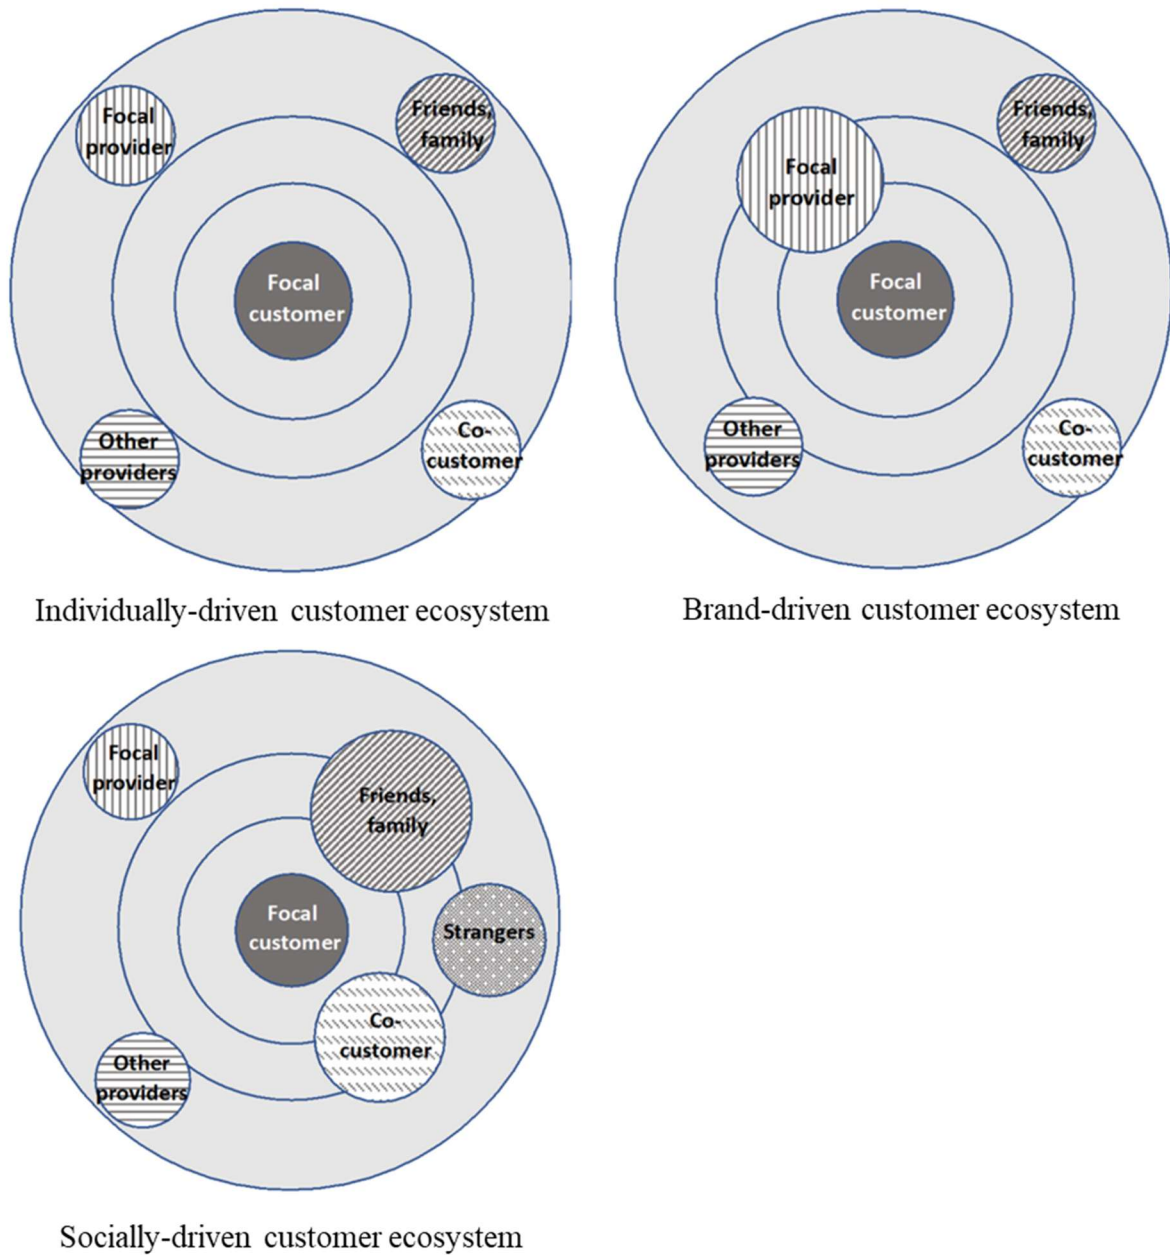 Focal
provider
Friends,
family
Focal
customer
Other
providers
Co-
customer
Individually-driven customer ecosystem
Friends,
family
Focal
provider
Focal
customer
Other
providers
Co-
customer
Brand-driven customer ecosystem
Focal
provider
Friends,
family
Focal
customer
Strangers
Co-
customer
Other
providers
Socially-driven customer ecosystem